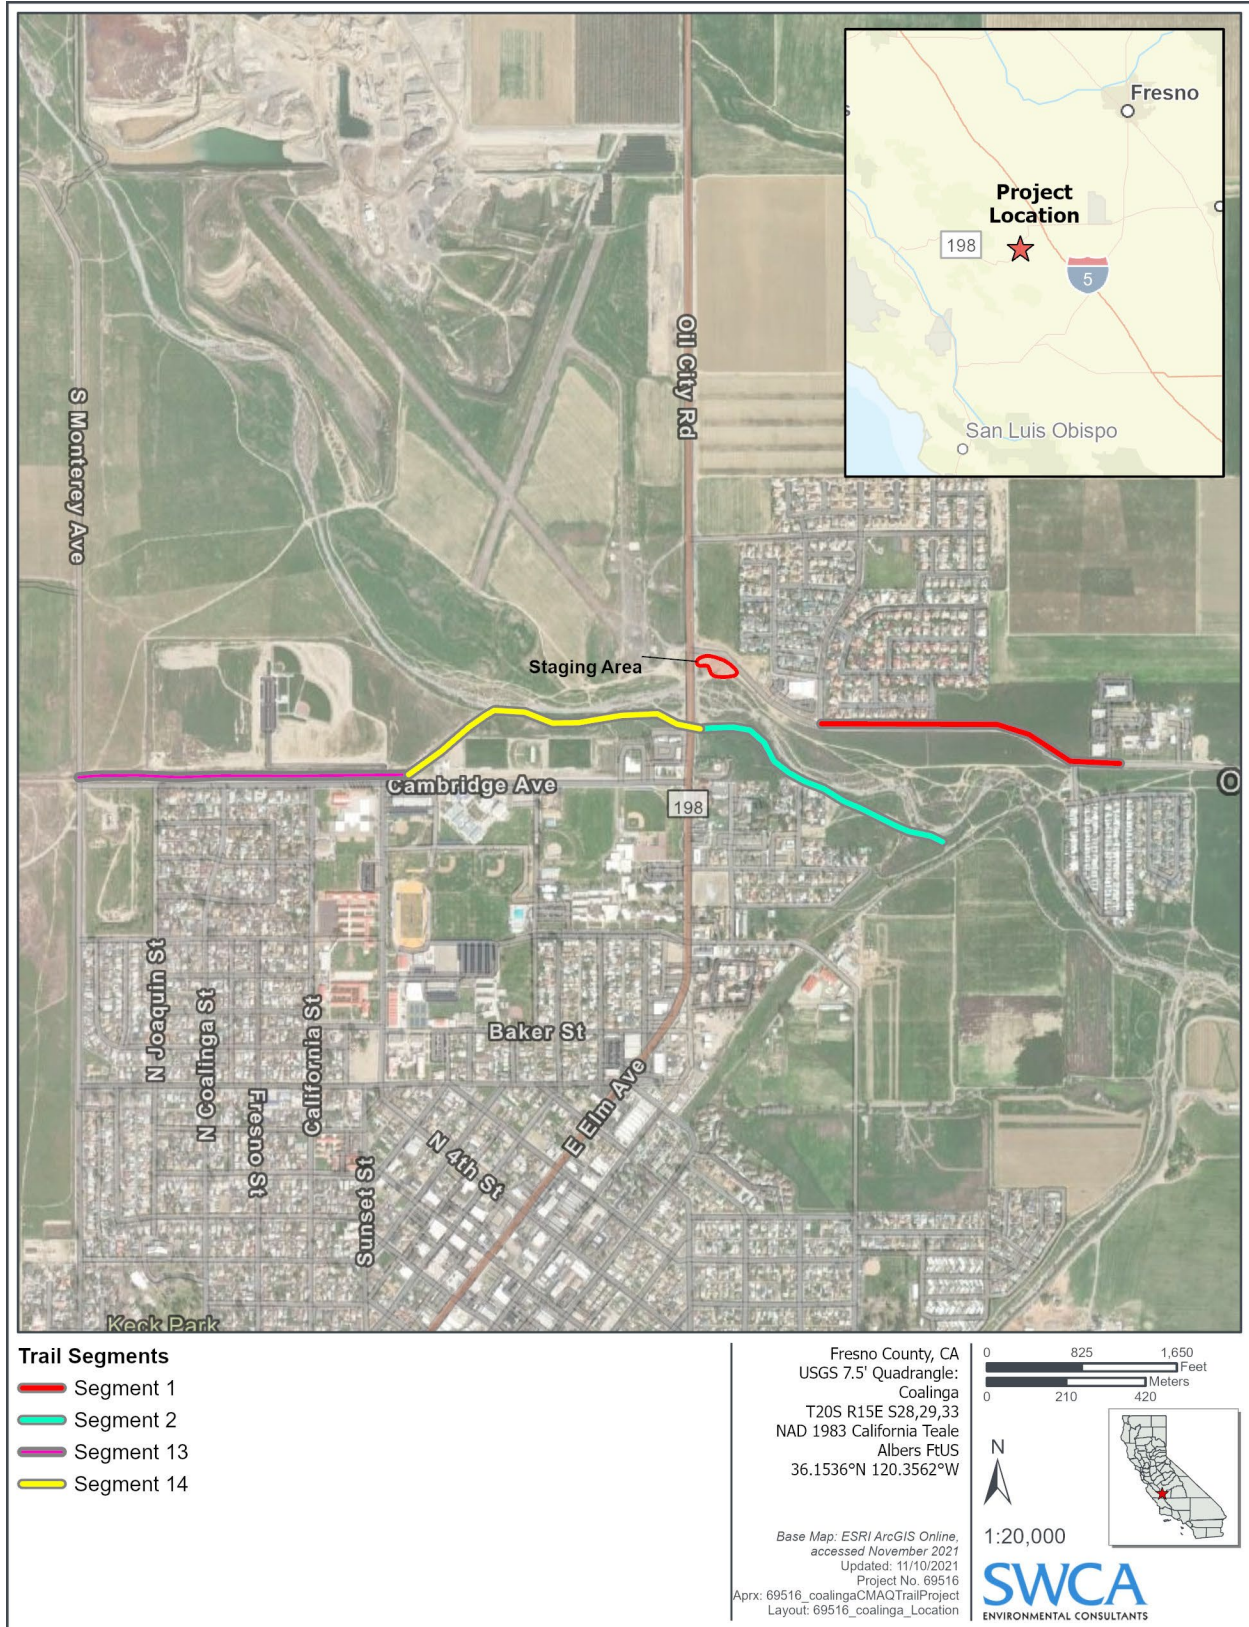 Fresno
Project
Location
198
5
San Luis Obispo
Oil City Rd
S Monterey Ave
Staging Area
Cambridge Ave
198
O
N Joaquin St
N Coalinga St
Fresno St
California St
Sunset St
Baker St
N 4th St
E Elm Ave
Keck Park
Trail Segments
Segment 1
Segment 2
Segment 13
Segment 14
Fresno County, CA
USGS 7.5' Quadrangle:
Coalinga
T20S R15E S28,29,33
NAD 1983 California Teale
Albers FtUS
36.1536°N 120.3562°W
Base Map: ESRI ArcGIS Online,
accessed November 2021
Updated: 11/10/2021
Project No. 69516
Aprx: 69516_coalingaCMAQTrailProject
Layout: 69516_coalinga_Location
0 825 1,650
Feet
Meters
0 210 420
N
1:20,000
SWCA
ENVIRONMENTAL CONSULTANTS